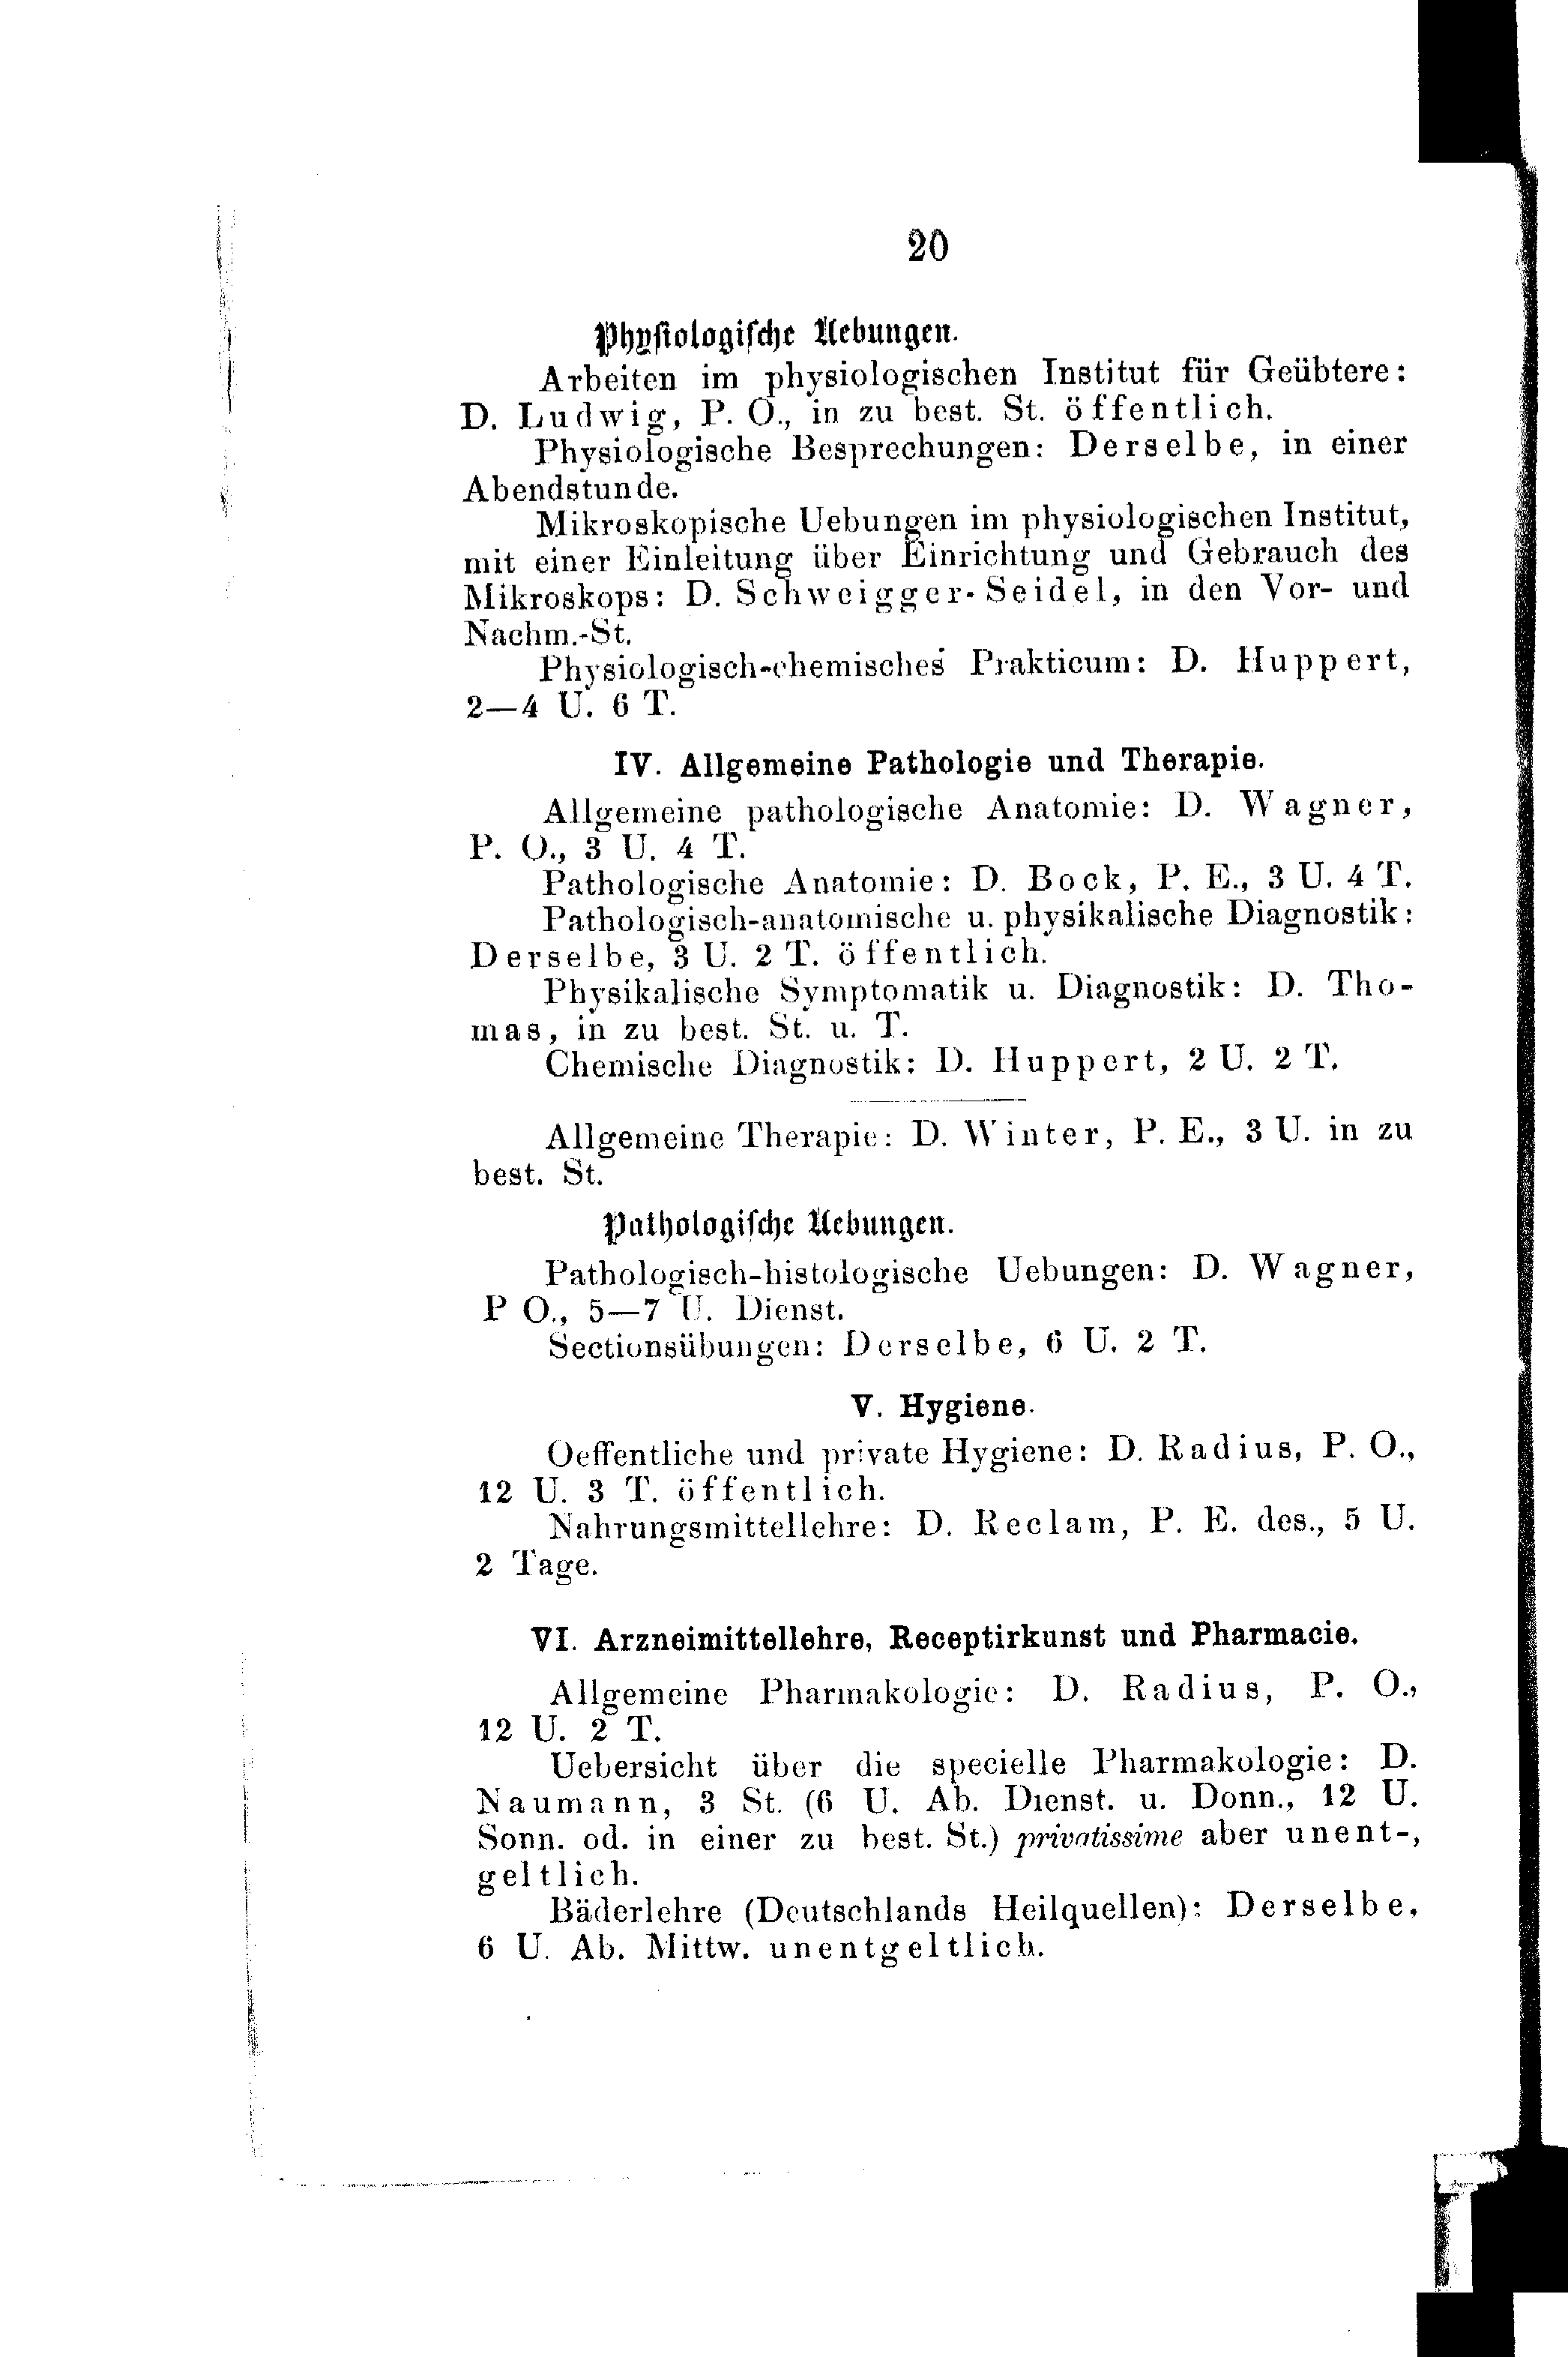 20
Physiologische Uebungen.
Arbeiten im physiologischen Institut für Geübtere:
D. Ludwig, P. O., in zu best. St. öffentlich.
Physiologische Besprechungen: Derselbe, in einer
Abendstunde.
Mikroskopische Uebungen im physiologischen Institut,
mit einer Einleitung über Einrichtung und Gebrauch des
Mikroskops: D. Schweigger-Seidel, in den Vor- und
Nachm.-St.
Physiologisch-chemisches Prakticum: D. Huppert,
2—4 U. 6 T.
IV. Allgemeine Pathologie und Therapie.
Allgemeine pathologische Anatomie: D. Wagner,
P. O., 3 U. 4 T.
Pathologische Anatomie: D. Bock, P. E., 3 U. 4 T.
Pathologisch-anatomische u. physikalische Diagnostik:
Derselbe, 3 U. 2 T. öffentlich.
Physikalische Symptomatik u. Diagnostik: D. Tho-
mas, in zu best. St. u. T.
Chemische Diagnostik: D. Huppert, 2 U. 2 T.
Allgemeine Therapie: D. Winter, P. E., 3 U. in zu
best. St.
Pathologische Uebungen.
Pathologisch-histologische Uebungen: D. Wagner,
P O., 5—7 U. Dienst.
Sectionsübungen: Derselbe, 6 U. 2 T.
V. Hygiene.
Oeffentliche und private Hygiene: D. Radius, P. O.,
12 U. 3 T. öffentlich.
Nahrungsmittellehre: D. Reclam, P. E. des., 5 U.
2 Tage.
VI. Arzneimittellehre, Receptirkunst und Pharmacie.
Allgemeine Pharmakologie: D. Radius, P. O.,
12 U. 2 T.
Uebersicht über die specielle Pharmakologie: D.
Naumann, 3 St. (6 U. Ab. Dienst. u. Donn., 12 U.
Sonn. od. in einer zu best. St.) privatissime aber unent-,
geltlich.
Bäderlehre (Deutschlands Heilquellen): Derselbe,
6 U. Ab. Mittw. unentgeltlich.